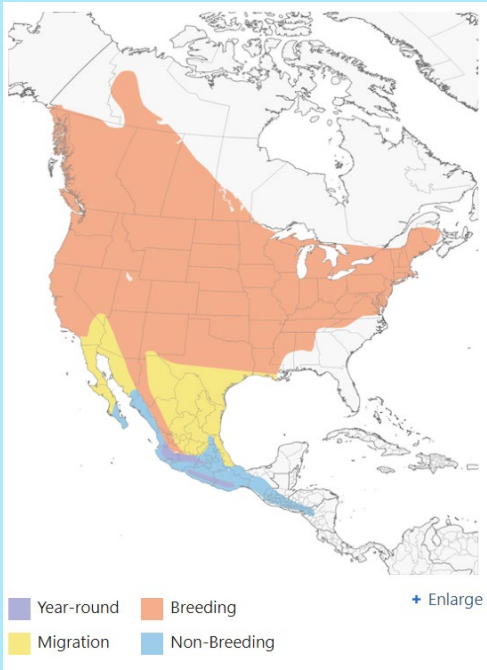 + Enlarge
Year-round
Breeding
Migration
Non-Breeding